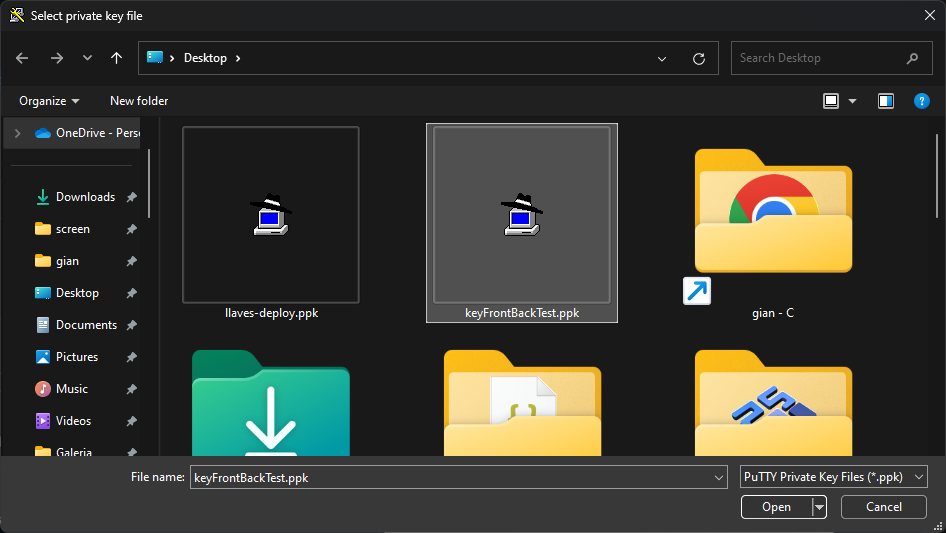 Select private key file
Desktop
Search Desktop
Organize
New folder
OneDrive - Perso
Downloads
screen
gian
Desktop
Documents
Pictures
Music
Videos
Galeria
llaves-deploy.ppk
keyFrontBackTest.ppk
gian - C
File name:
keyFrontBackTest.ppk
PuTTY Private Key Files (*.ppk)
Open
Cancel